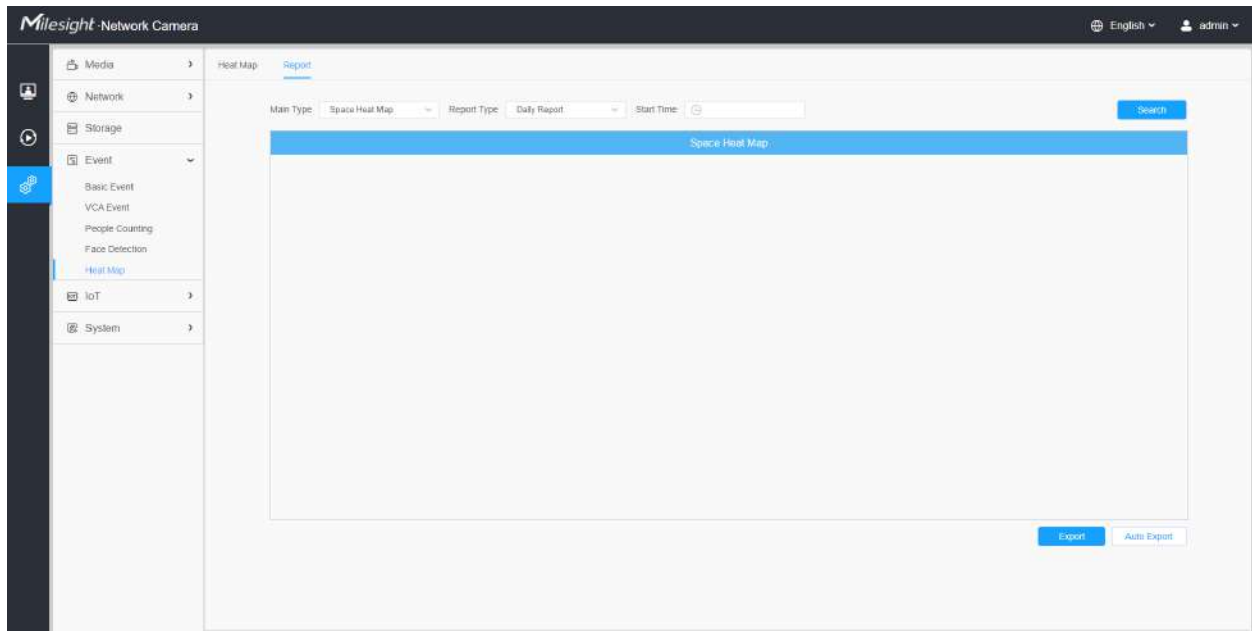 Milesight Network Camera
English
admin
Media
Network
Storage
Event
Basic Event
VCA Event
People Counting
Face Detection
Heat Map
IoT
System
Heat Map Report
Main Type Space Heat Map Report Type Daily Report Start Time Search
Space Heat Map
Export Auto Export